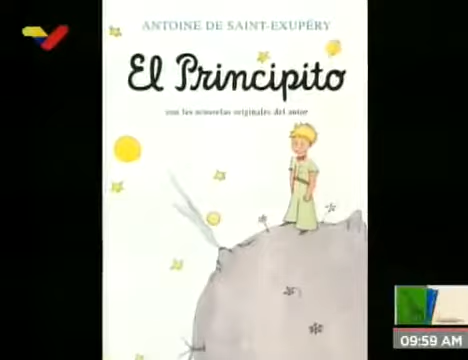 ANTOINE DE SAINT-EXUPÉRY
El Principito
con las acuarelas originales del autor
09:59 AM